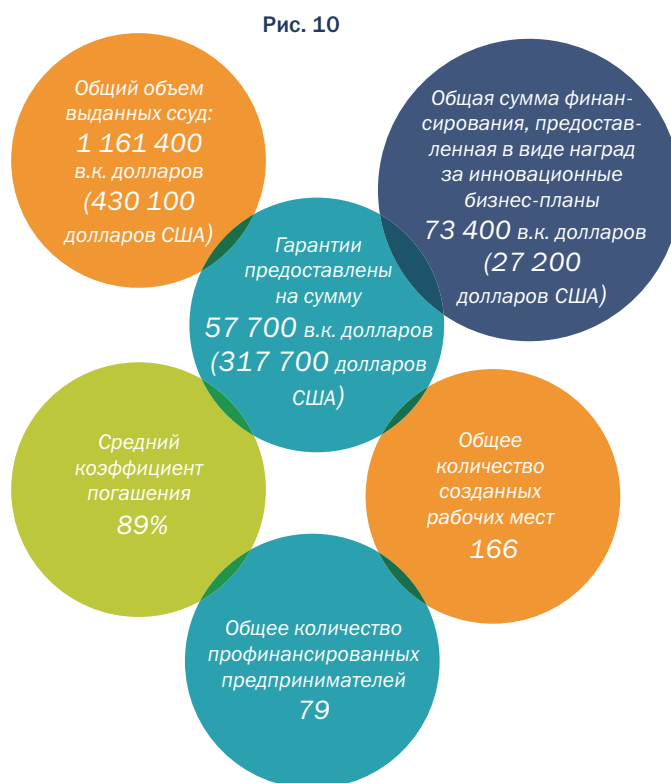 Рис. 10
Общий объем
выданных ссуд:
1 161 400
в.к. долларов
(430 100
долларов США)
Общая сумма финан-
сирования, предостав-
ленная в виде наград
за инновационные
бизнес-планы
73 400 в.к. долларов
(27 200
долларов США)
Гарантии
предоставлены
на сумму
57 700 в.к. долларов
(317 700 долларов
США)
Средний
коэффициент
погашения
89%
Общее
количество
созданных
рабочих мест
166
Общее количество
профинансированных
предпринимателей
79